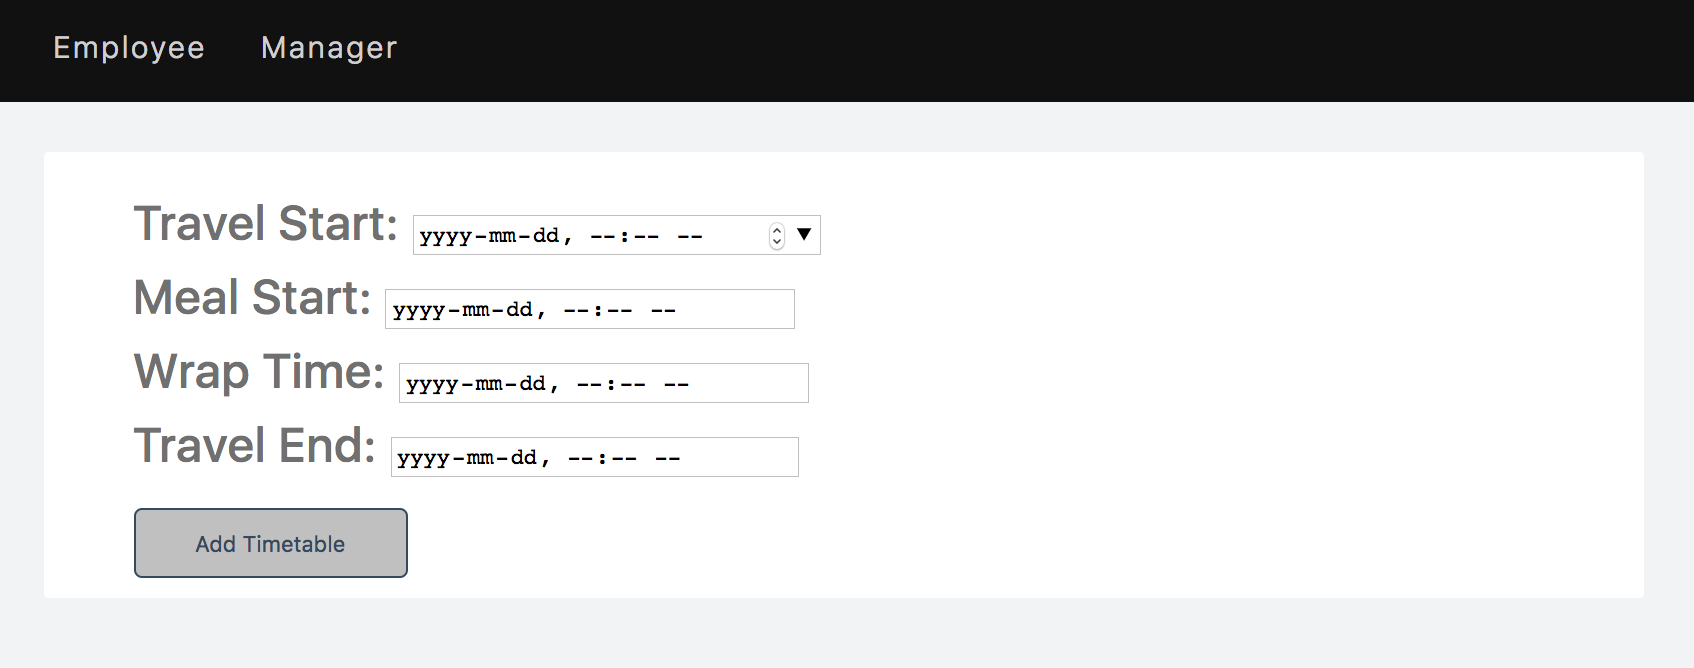 Employee Manager
Travel Start: yyyy-mm-dd, --:-- --
Meal Start: yyyy-mm-dd, --:-- --
Wrap Time: yyyy-mm-dd, --:-- --
Travel End: yyyy-mm-dd, --:-- --
Add Timetable